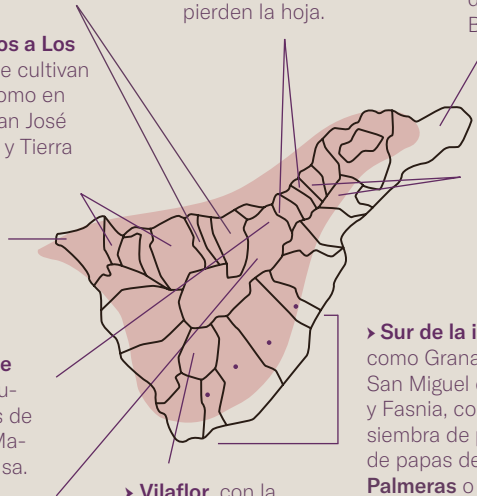 pierden la hoja.
os a Los
e cultivan
omo en
an José
y Tierra
e
u-
s de
Ma-
sa.
› Vilaflor, con la
› Sur de la i
como Grana
San Miguel
y Fasnia, co
siembra de p
de papas de
Palmeras o